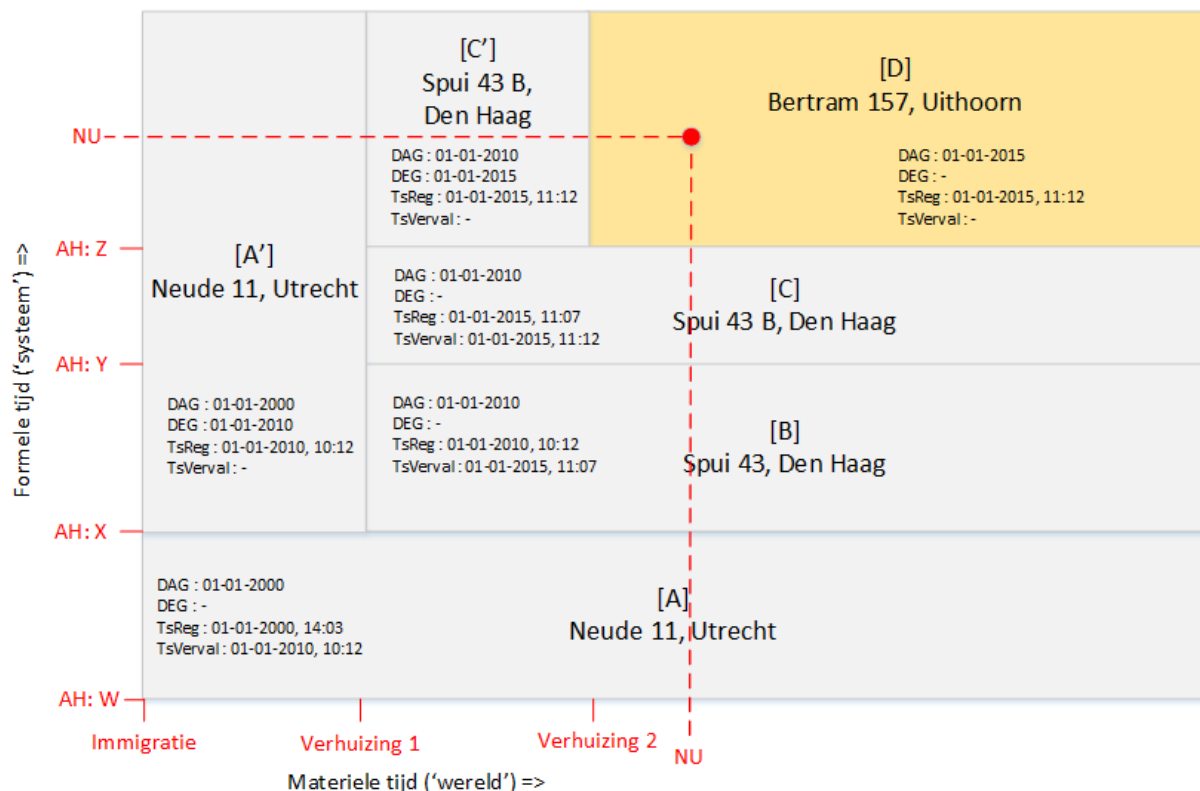 [C’]
Spui 43 B,
Den Haag
DAG : 01-01-2010
DEG : 01-01-2015
TsReg : 01-01-2015, 11:12
TsVerval : -
[D]
Bertram 157, Uithoorn
DAG : 01-01-2015
DEG : -
TsReg : 01-01-2015, 11:12
TsVerval : -
NU
Formele tijd (‘systeem’) =>
AH: Z
[A’]
Neude 11, Utrecht
DAG : 01-01-2000
DEG : 01-01-2010
TsReg : 01-01-2010, 10:12
TsVerval : -
DAG : 01-01-2010
DEG : -
TsReg : 01-01-2015, 11:07
TsVerval : 01-01-2015, 11:12
[C]
Spui 43 B, Den Haag
AH: Y
DAG : 01-01-2010
DEG : -
TsReg : 01-01-2010, 10:12
TsVerval : 01-01-2015, 11:07
[B]
Spui 43, Den Haag
AH: X
DAG : 01-01-2000
DEG : -
TsReg : 01-01-2000, 14:03
TsVerval : 01-01-2010, 10:12
[A]
Neude 11, Utrecht
AH: W
Immigratie
Verhuizing 1
Verhuizing 2
NU
Materiele tijd (‘wereld’) =>